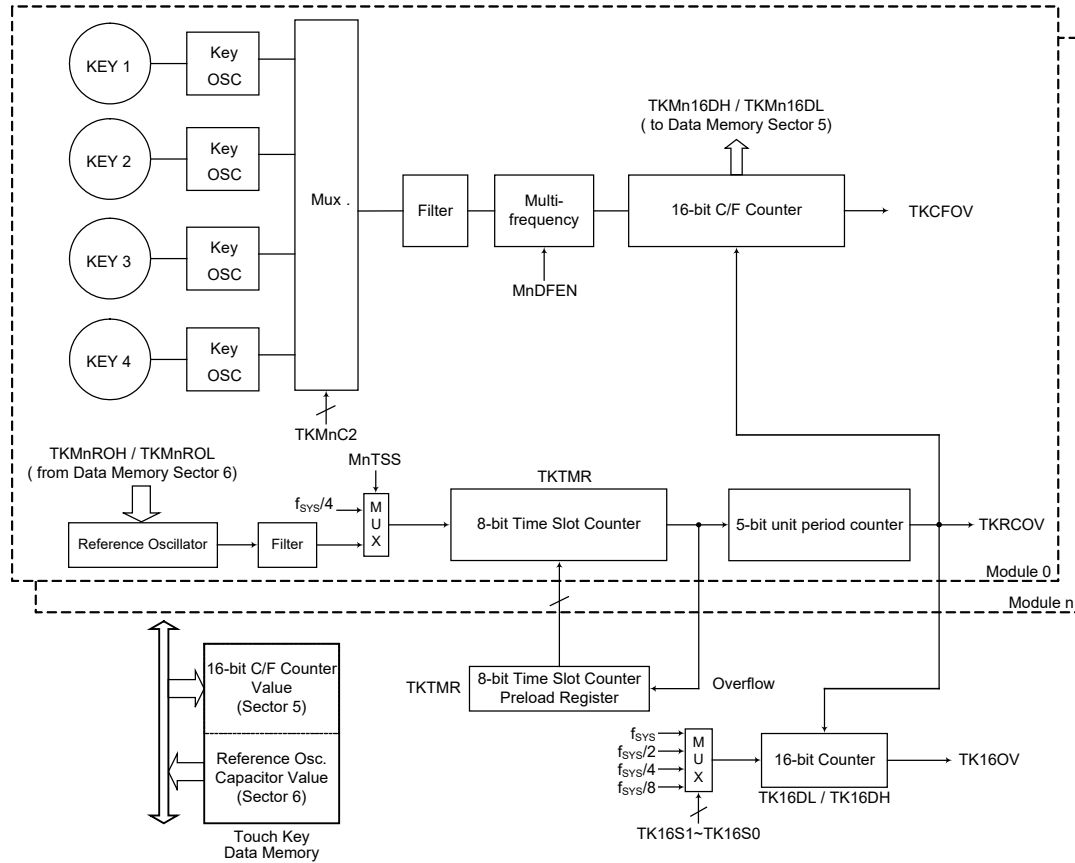 KEY 1
Key
OSC
KEY 2
Key
OSC
KEY 3
Key
OSC
KEY 4
Key
OSC
Mux .
TKMnC2
Filter
Multi-
frequency
MnDFEN
TKMn16DH / TKMn16DL
( to Data Memory Sector 5)
16-bit C/F Counter
TKCFOV
TKMnROH / TKMnROL
( from Data Memory Sector 6)
Reference Oscillator
Filter
MnTSS
fSYS/4
M
U
X
TKTMR
8-bit Time Slot Counter
5-bit unit period counter
TKRCOV
Module 0
Module n
16-bit C/F Counter
Value
(Sector 5)
Reference Osc.
Capacitor Value
(Sector 6)
Touch Key
Data Memory
TKTMR
8-bit Time Slot Counter
Preload Register
Overflow
fSYS
fSYS/2
fSYS/4
fSYS/8
M
U
X
TK16S1~TK16S0
16-bit Counter
TK16DL / TK16DH
TK16OV